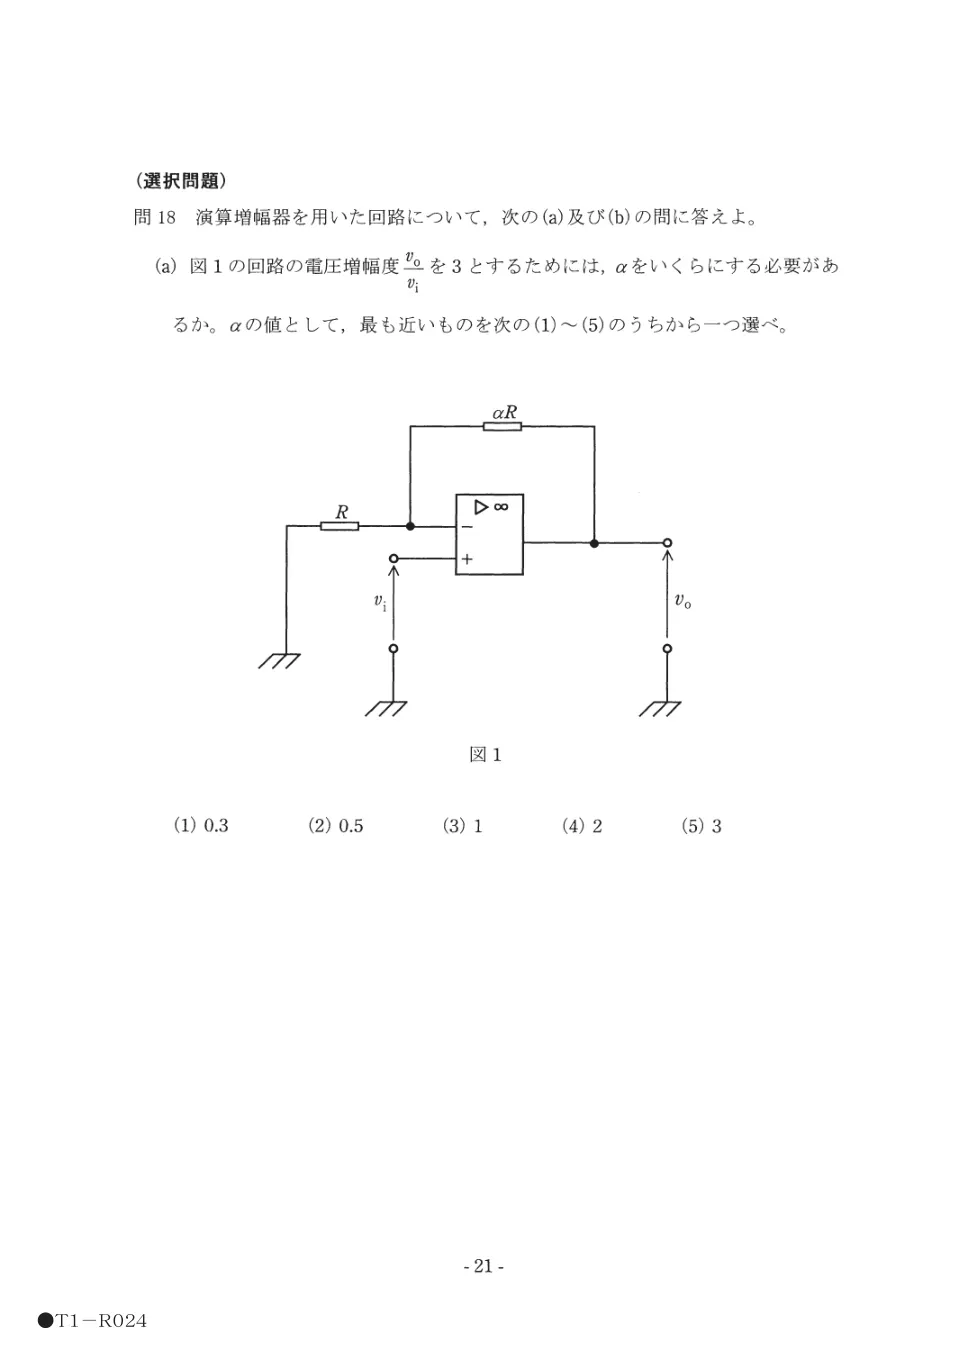 (選択問題)
問 18　演算増幅器を用いた回路について，次の(a)及び(b)の問に答えよ。
(a) 図 1 の回路の電圧増幅度 vo/vi を 3 とするためには, αをいくらにする必要があ
るか。αの値として，最も近いものを次の(1)～(5)のうちから一つ選べ。
αR
R
▷ ∞
−
+
vi
vo
図 1
(1) 0.3　(2) 0.5　(3) 1　(4) 2　(5) 3
- 21 -
●T1－R024